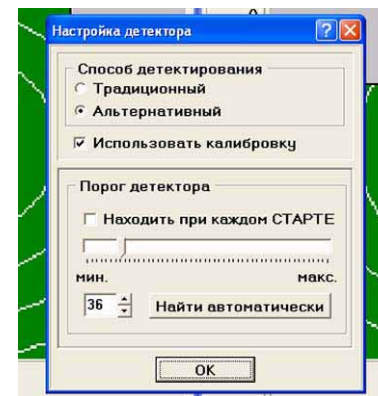 Настройка детектора
Способ детектирования
Традиционный
Альтернативный
Использовать калибровку
Порог детектора
Находить при каждом СТАРТЕ
мин. макс.
36 Найти автоматически
OK